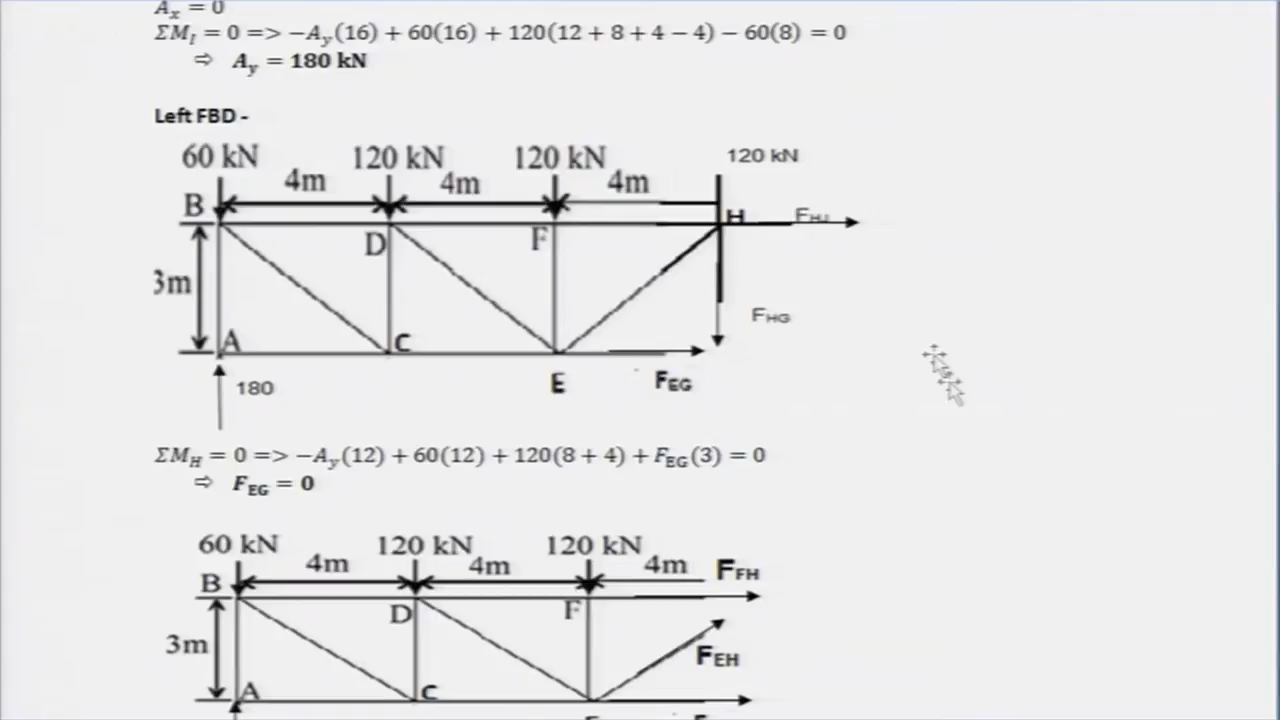 A_x = 0
ΣM_I = 0 => −A_y(16) + 60(16) + 120(12 + 8 + 4 − 4) − 60(8) = 0
⇨ A_y = 180 kN
Left FBD -
60 kN 120 kN 120 kN 120 kN
4m 4m 4m
B H F_HJ
D F
3m
F_HG
A C
180 E F_EG
ΣM_H = 0 => −A_y(12) + 60(12) + 120(8 + 4) + F_EG(3) = 0
⇨ F_EG = 0
60 kN 120 kN 120 kN
4m 4m 4m F_FH
B
D F
3m F_EH
A C